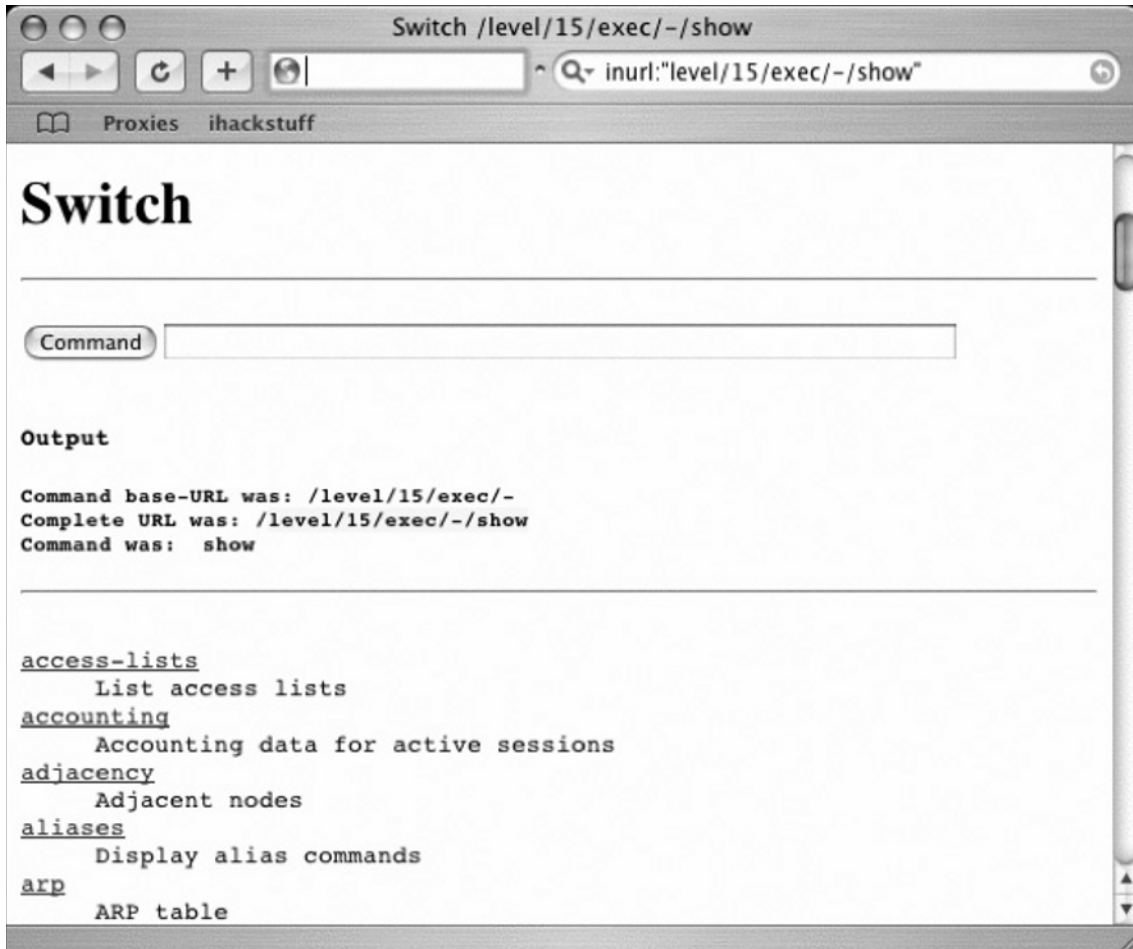 Switch /level/15/exec/-/show
inurl:"level/15/exec/-/show"
Proxies ihackstuff
Switch
Command
Output
Command base-URL was: /level/15/exec/-
Complete URL was: /level/15/exec/-/show
Command was: show
access-lists
List access lists
accounting
Accounting data for active sessions
adjacency
Adjacent nodes
aliases
Display alias commands
arp
ARP table